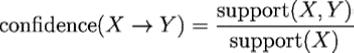 confidence(X → Y) = support(X, Y) / support(X)